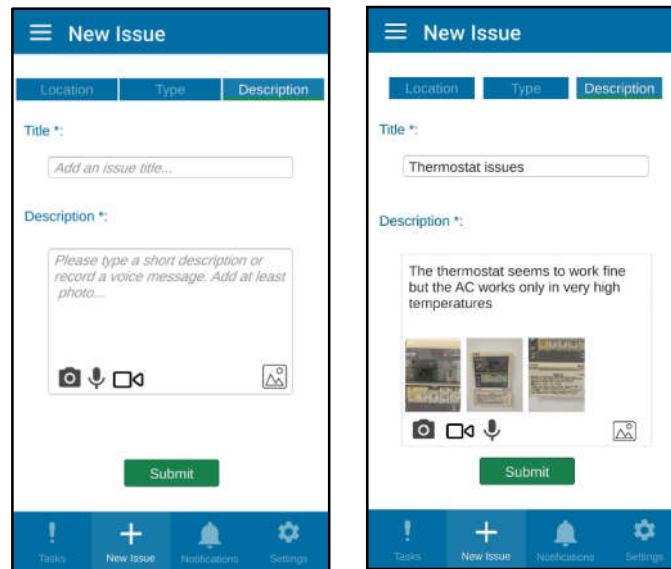 New Issue
Location Type Description
Title *:
Add an issue title...
Description *:
Please type a short description or
record a voice message. Add at least
photo...
Submit
Tasks New Issue Notifications Settings
New Issue
Location Type Description
Title *:
Thermostat issues
Description *:
The thermostat seems to work fine
but the AC works only in very high
temperatures
Submit
Tasks New Issue Notifications Settings